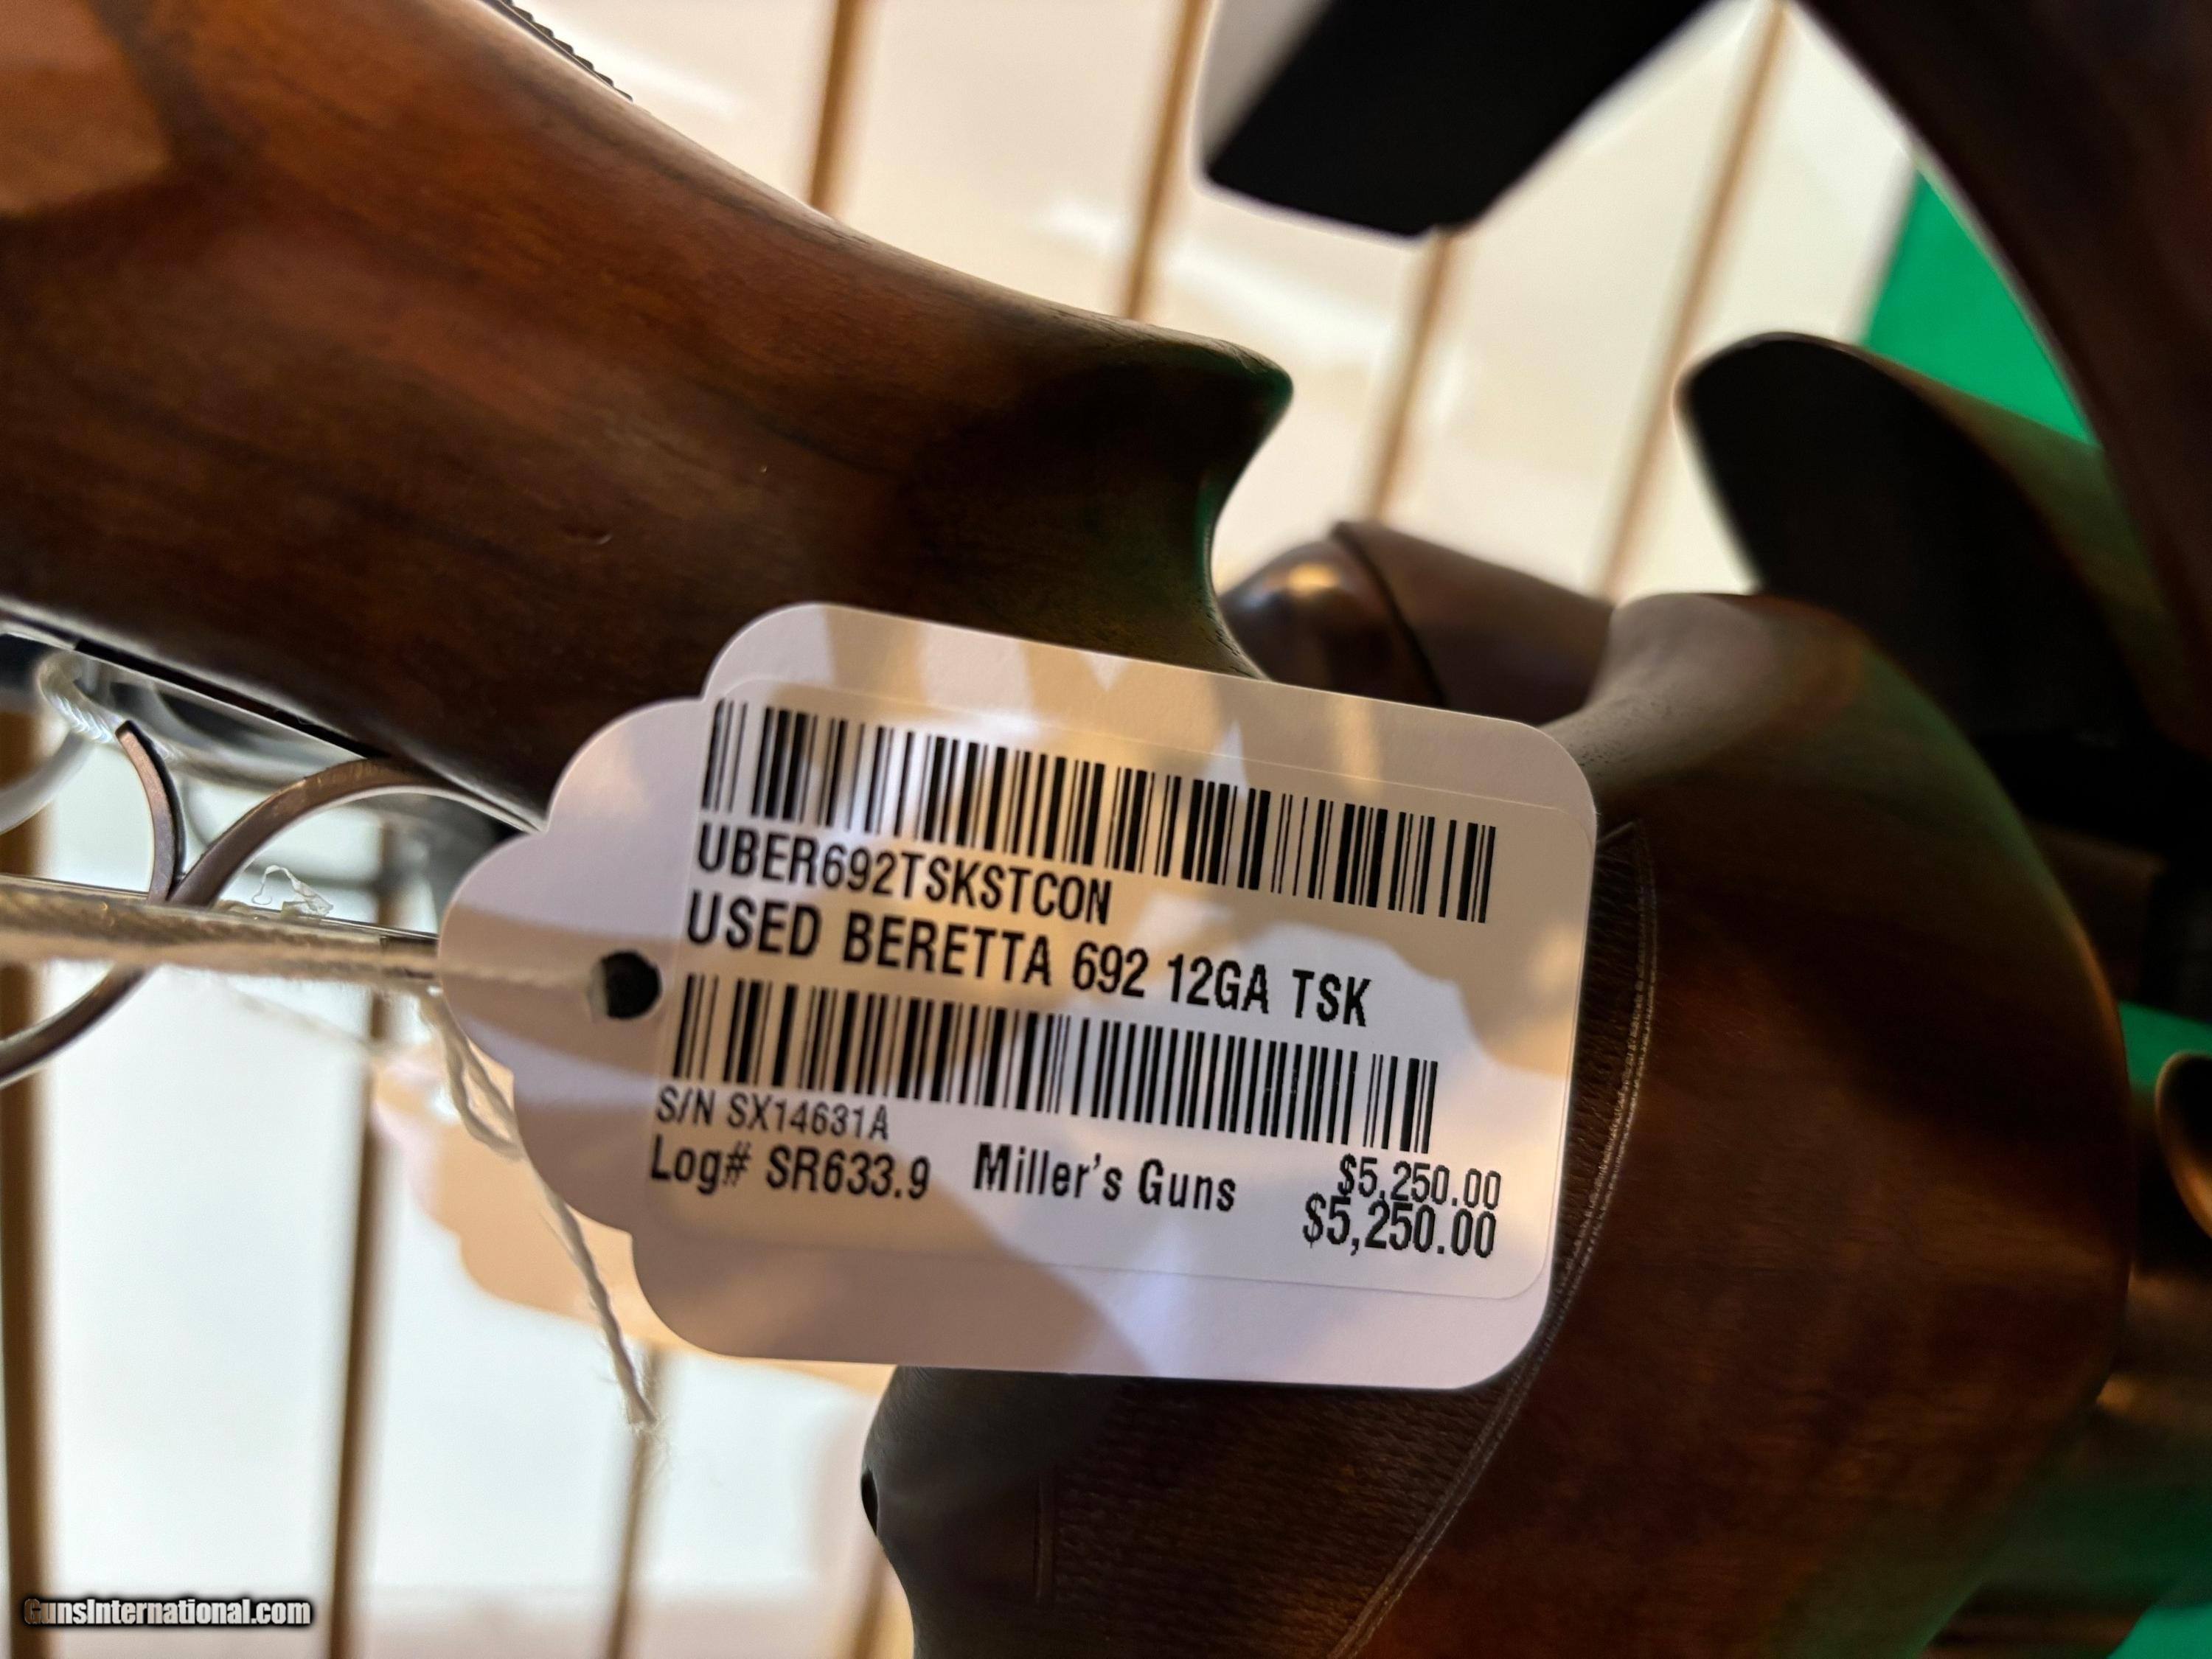 UBER692TSKSTCON
USED BERETTA 692 12GA TSK
S/N SX14631A
Log# SR633.9 Miller's Guns $5,250.00
$5,250.00
GunsInternational.com